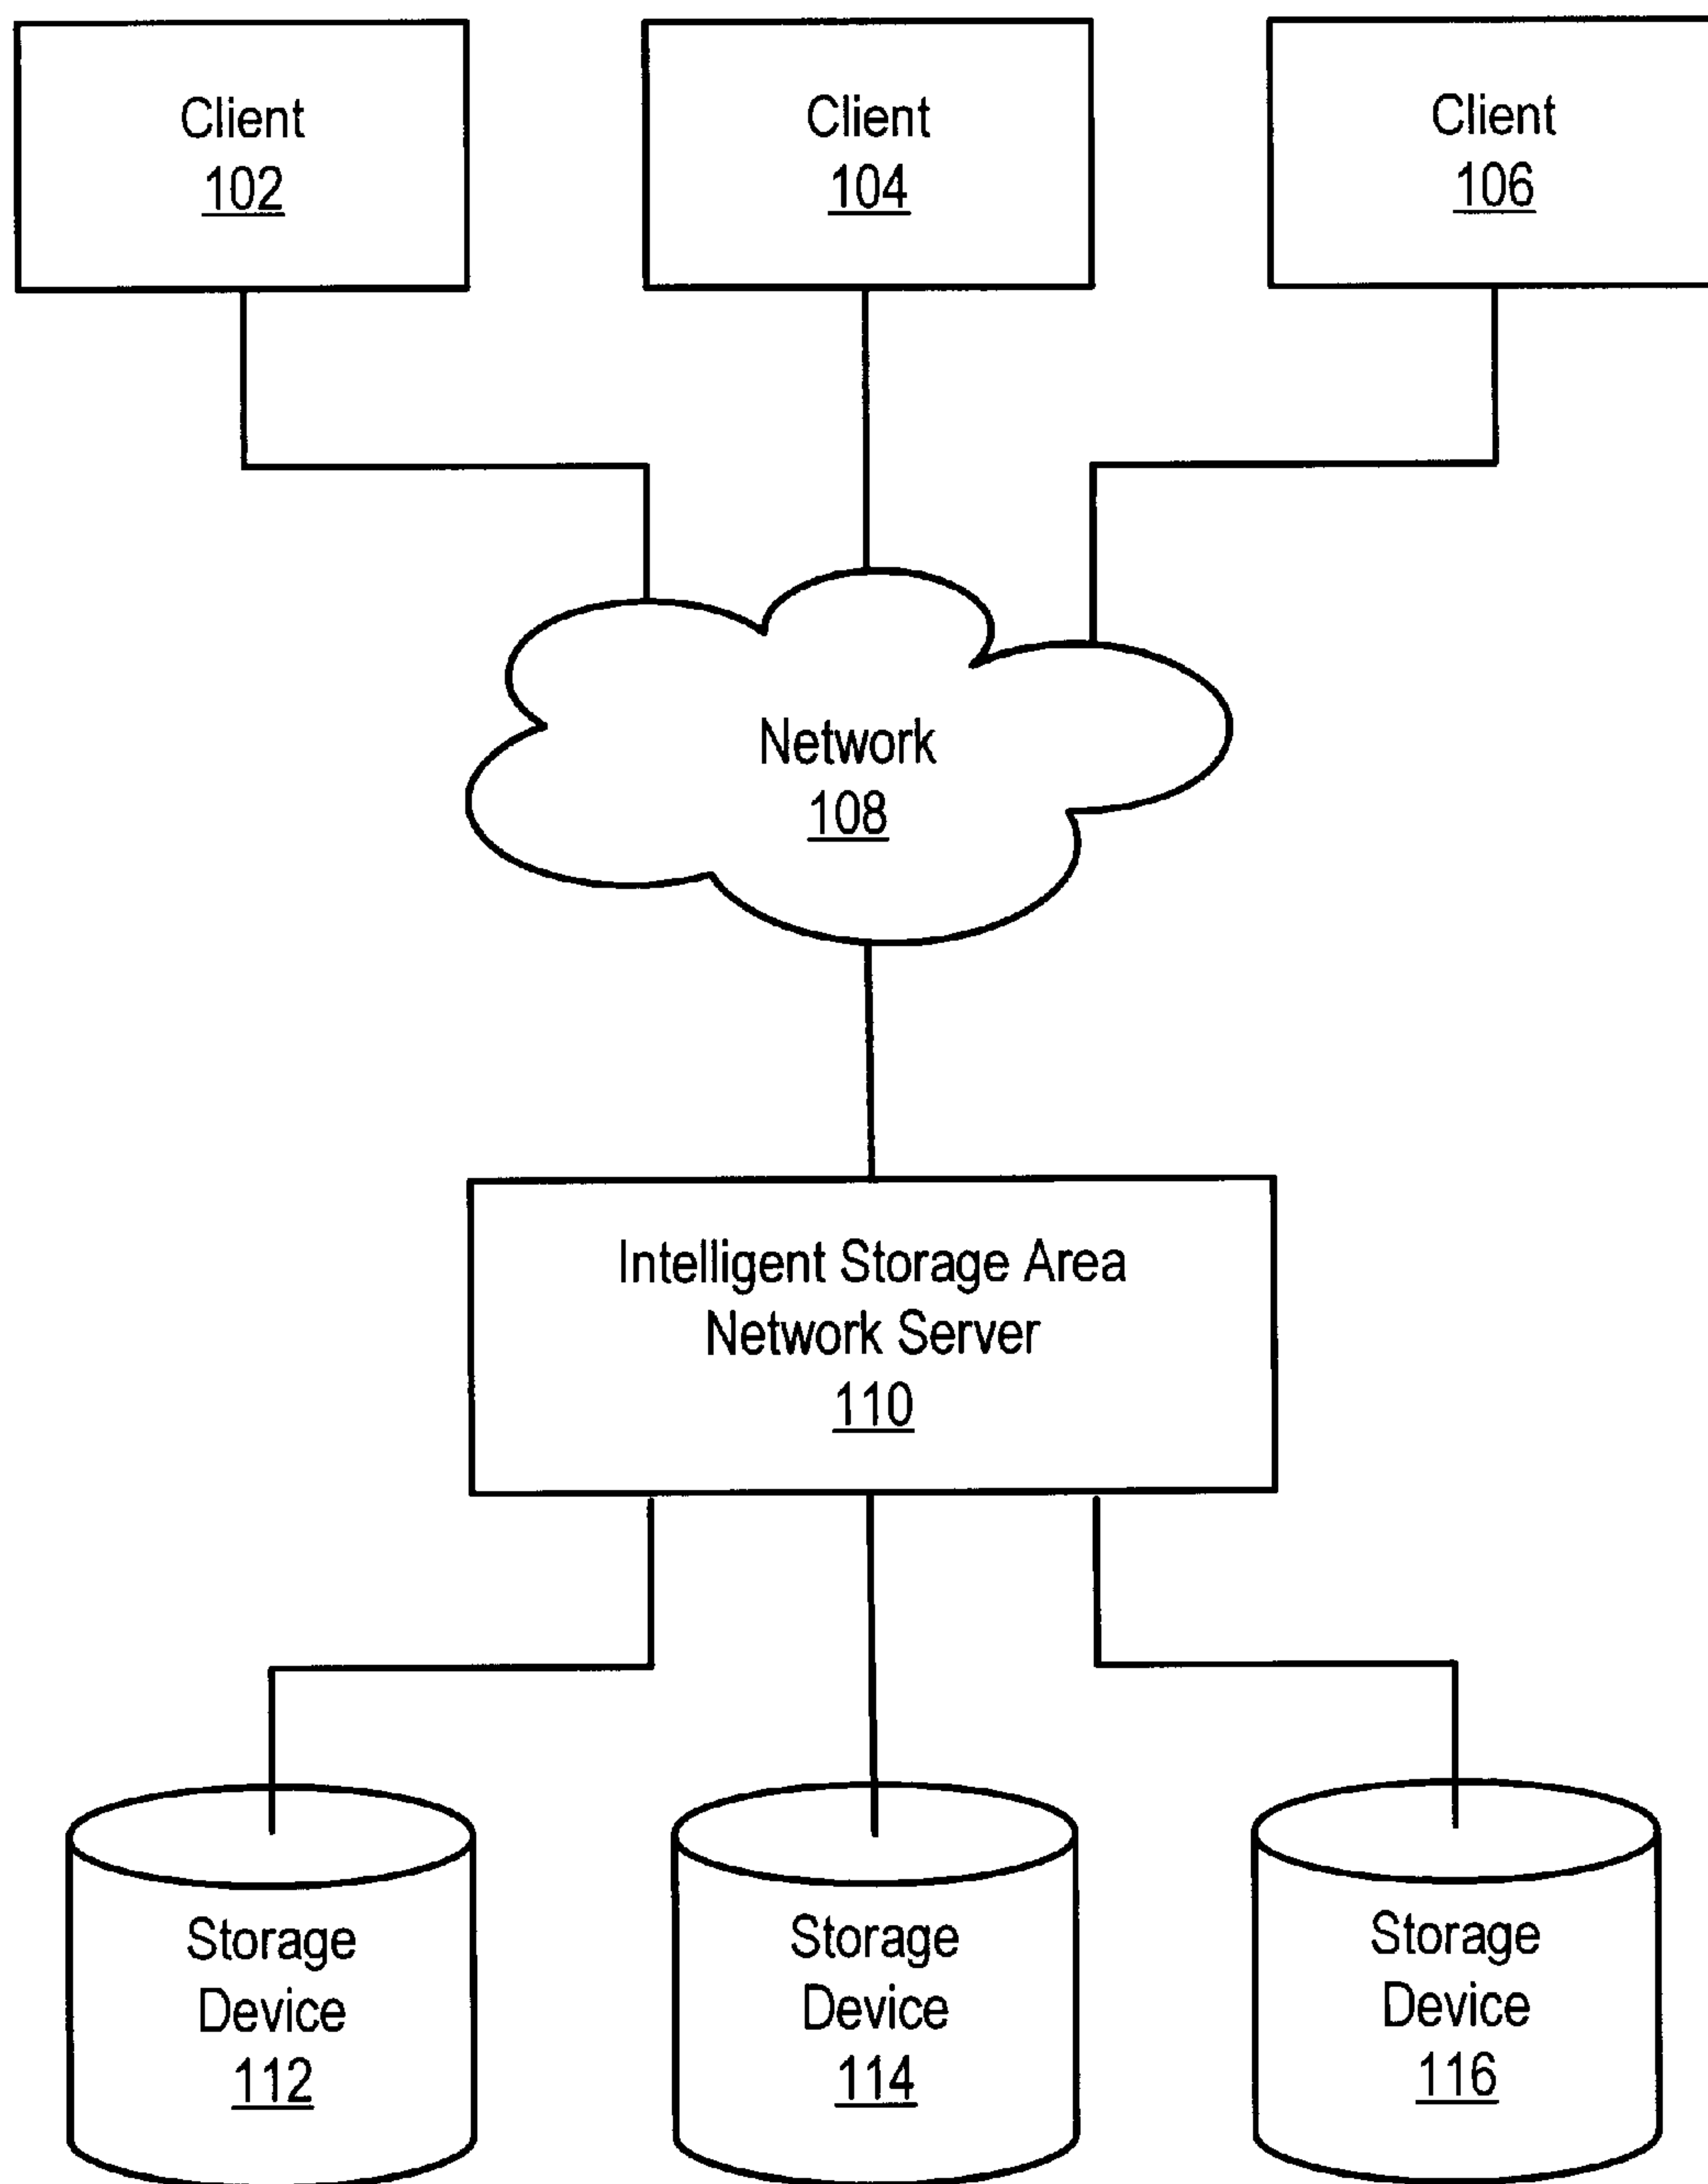 Client
102
Client
104
Client
106
Network
108
Intelligent Storage Area
Network Server
110
Storage
Device
112
Storage
Device
114
Storage
Device
116